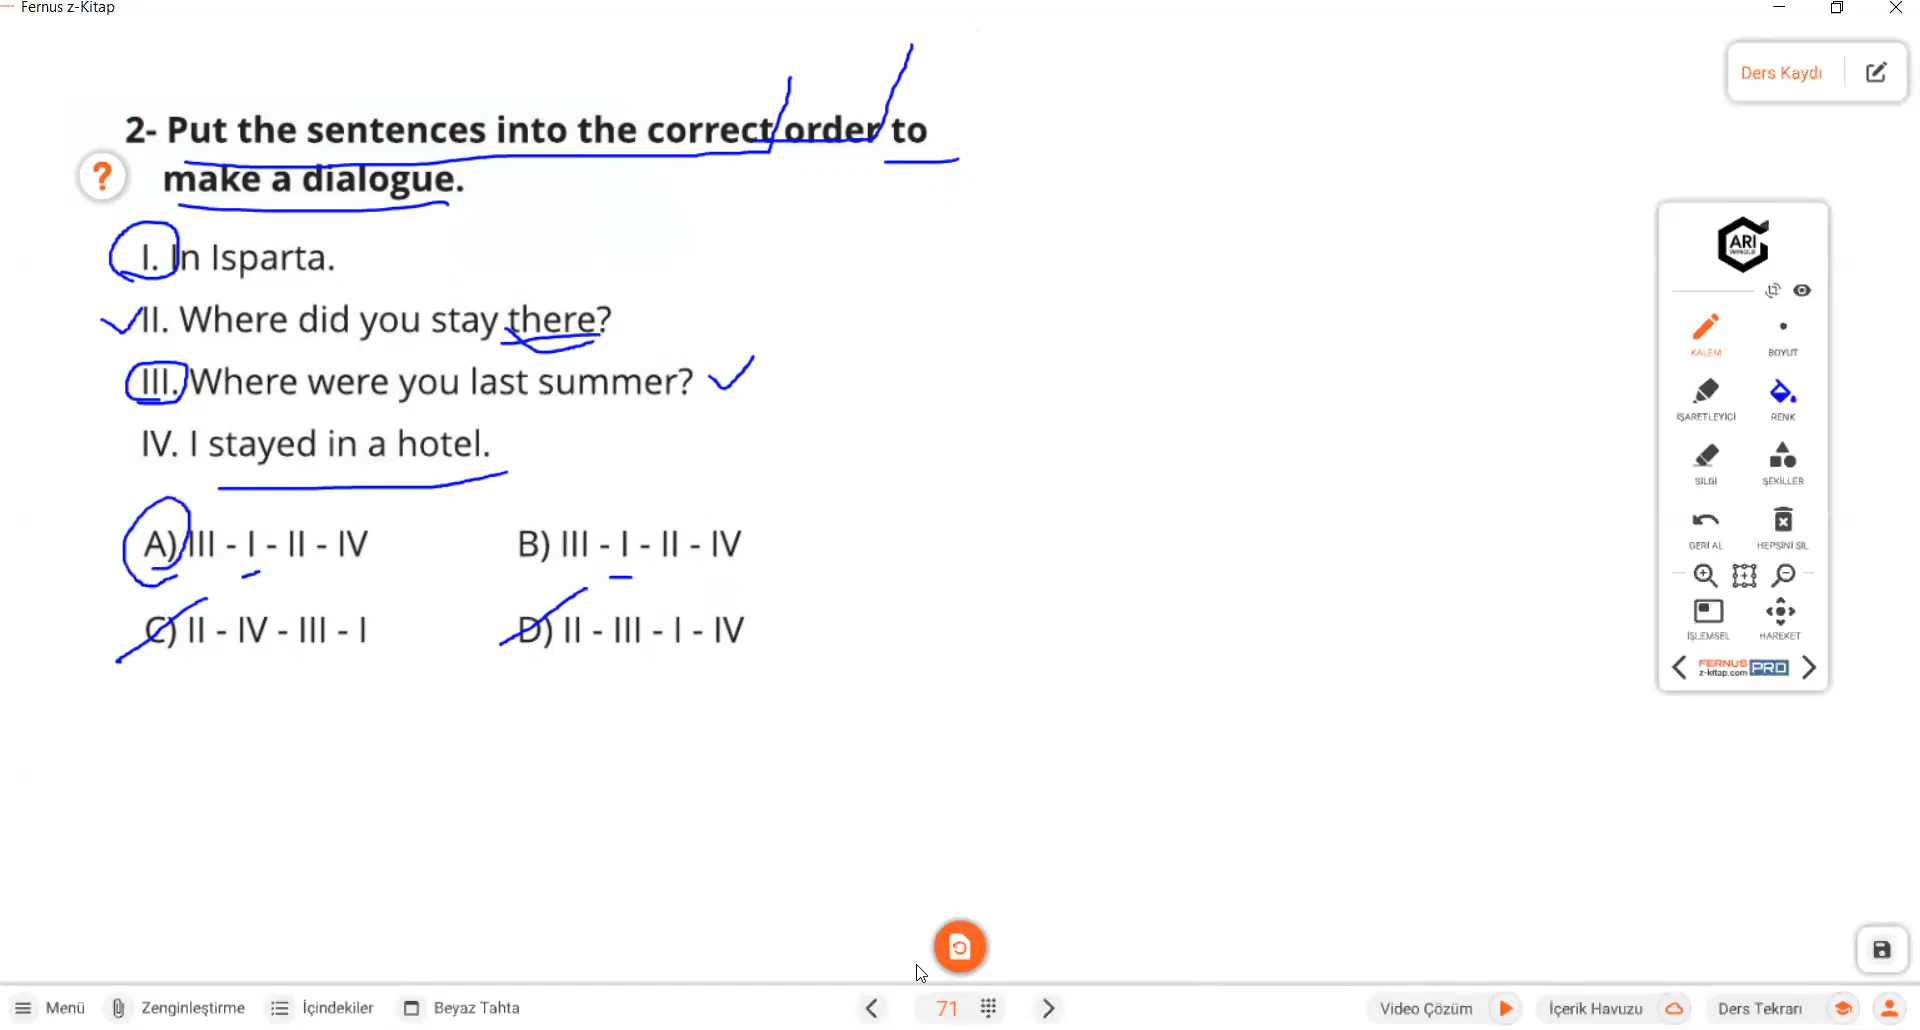 Fernus z-Kitap
Ders Kaydı
2- Put the sentences into the correct order to
make a dialogue.
?
I. In Isparta.
II. Where did you stay there?
III. Where were you last summer?
IV. I stayed in a hotel.
A) III - I - II - IV
B) III - I - II - IV
C) II - IV - III - I
D) II - III - I - IV
ARI
KALEM
BOYUT
İŞARETLEYİCİ
RENK
SİLGİ
ŞEKİLLER
GERİ AL
HEPSİNİ SİL
İŞLEMSEL
HAREKET
FERNUS
z-kitap.com PRO
Menü
Zenginleştirme
İçindekiler
Beyaz Tahta
71
Video Çözüm
İçerik Havuzu
Ders Tekrarı